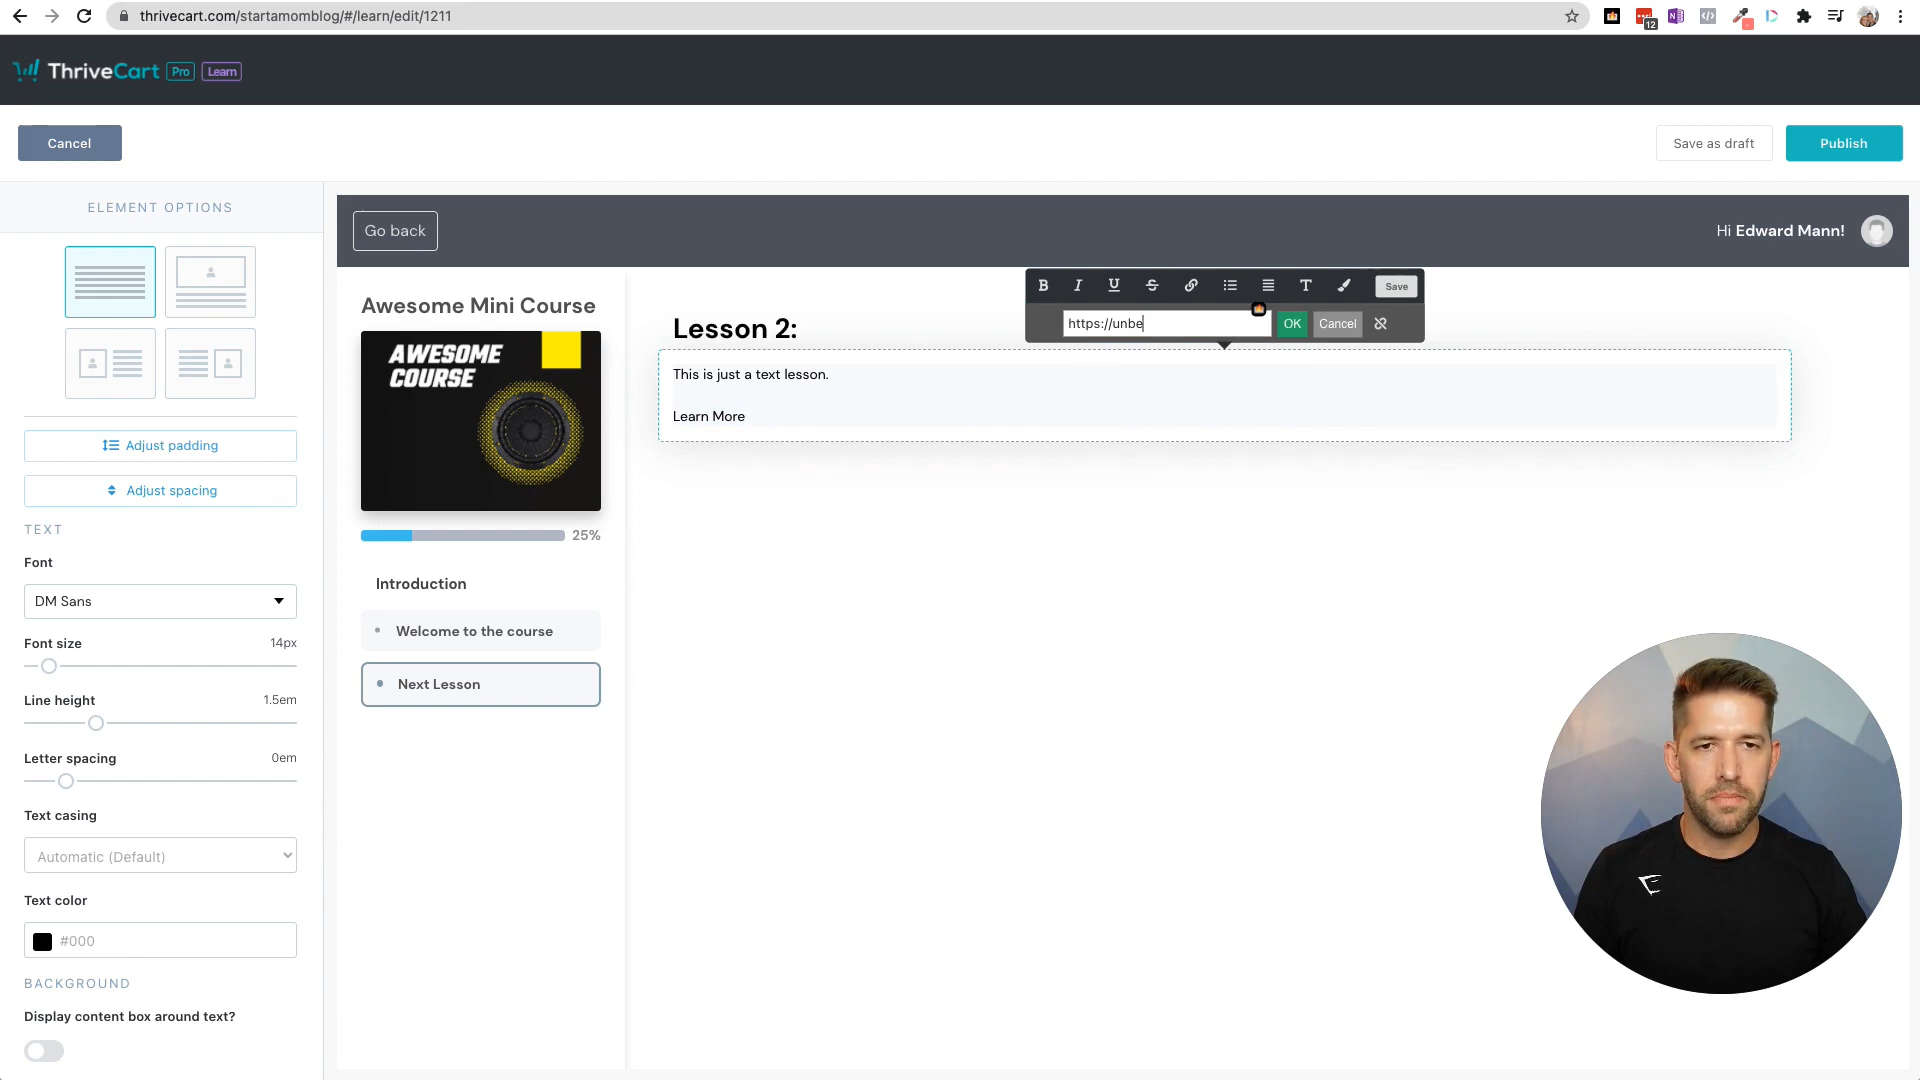 thrivecart.com/startamomblog/#/learn/edit/1211
12
ThriveCart Pro Learn
Cancel
Save as draft
Publish
ELEMENT OPTIONS
Go back
Hi Edward Mann!
Awesome Mini Course
B I U S T Save
https://unbe
OK
Cancel
Lesson 2:
AWESOME
COURSE
This is just a text lesson.
Learn More
Adjust padding
Adjust spacing
TEXT
25%
Font
DM Sans
Introduction
Font size 14px
Welcome to the course
Next Lesson
Line height 1.5em
Letter spacing 0em
Text casing
Automatic (Default)
Text color
#000
BACKGROUND
Display content box around text?